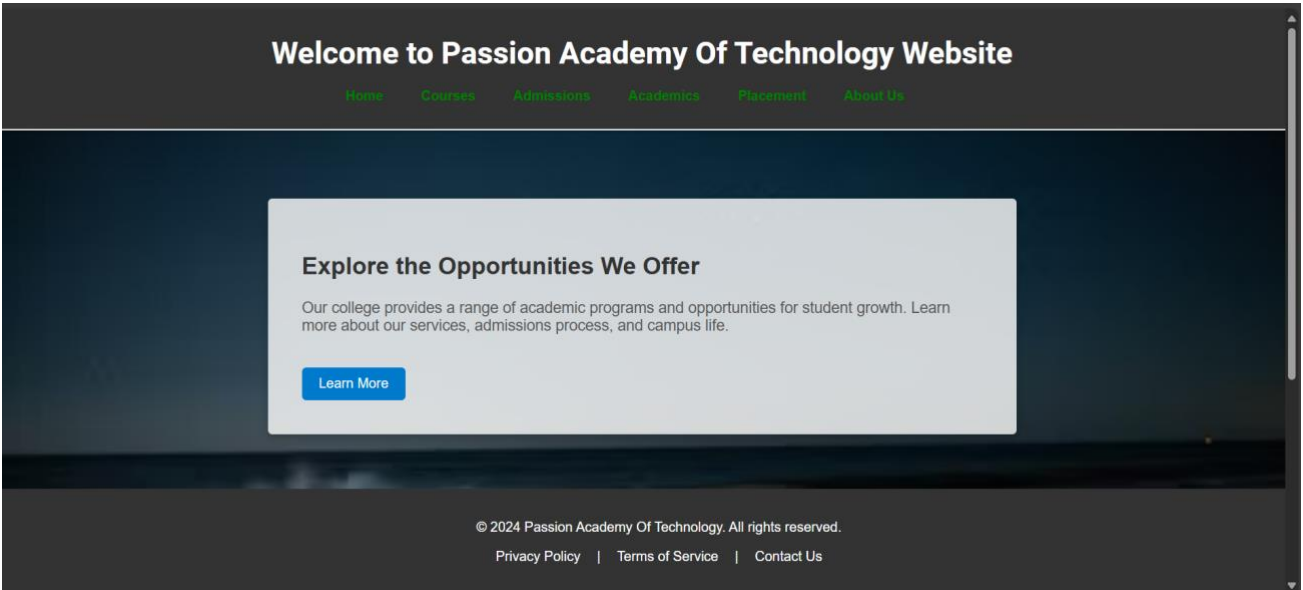 Welcome to Passion Academy Of Technology Website
Home Courses Admissions Academics Placement About Us
Explore the Opportunities We Offer
Our college provides a range of academic programs and opportunities for student growth. Learn
more about our services, admissions process, and campus life.
Learn More
© 2024 Passion Academy Of Technology. All rights reserved.
Privacy Policy | Terms of Service | Contact Us